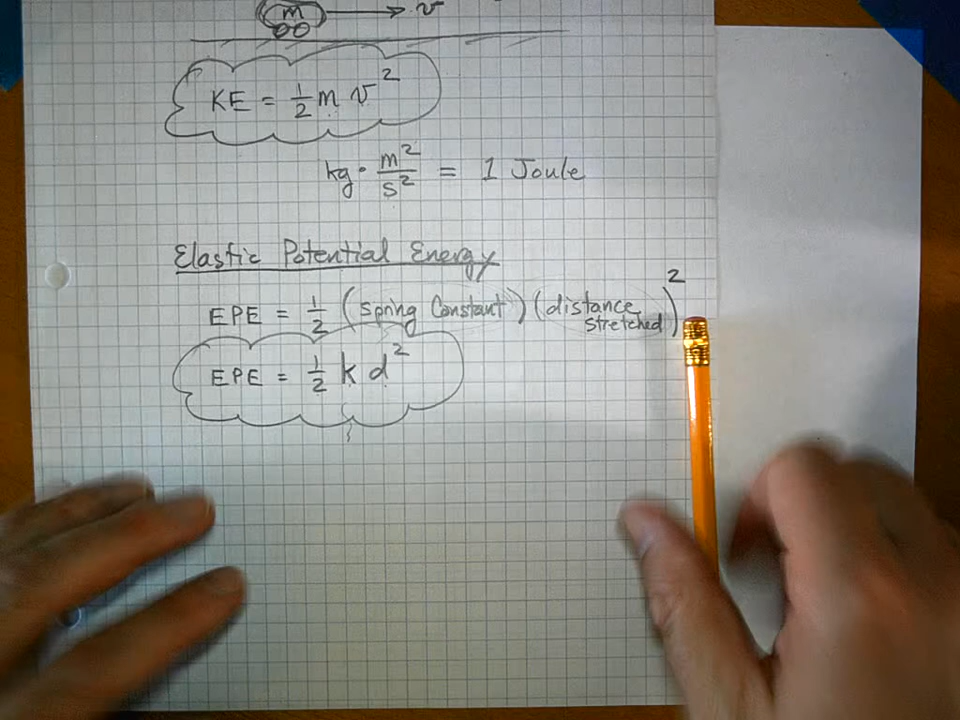 m v
KE = 1/2 m v²
kg · m²/s² = 1 Joule
Elastic Potential Energy
EPE = 1/2 (Spring Constant) (distance stretched)²
EPE = 1/2 k d²